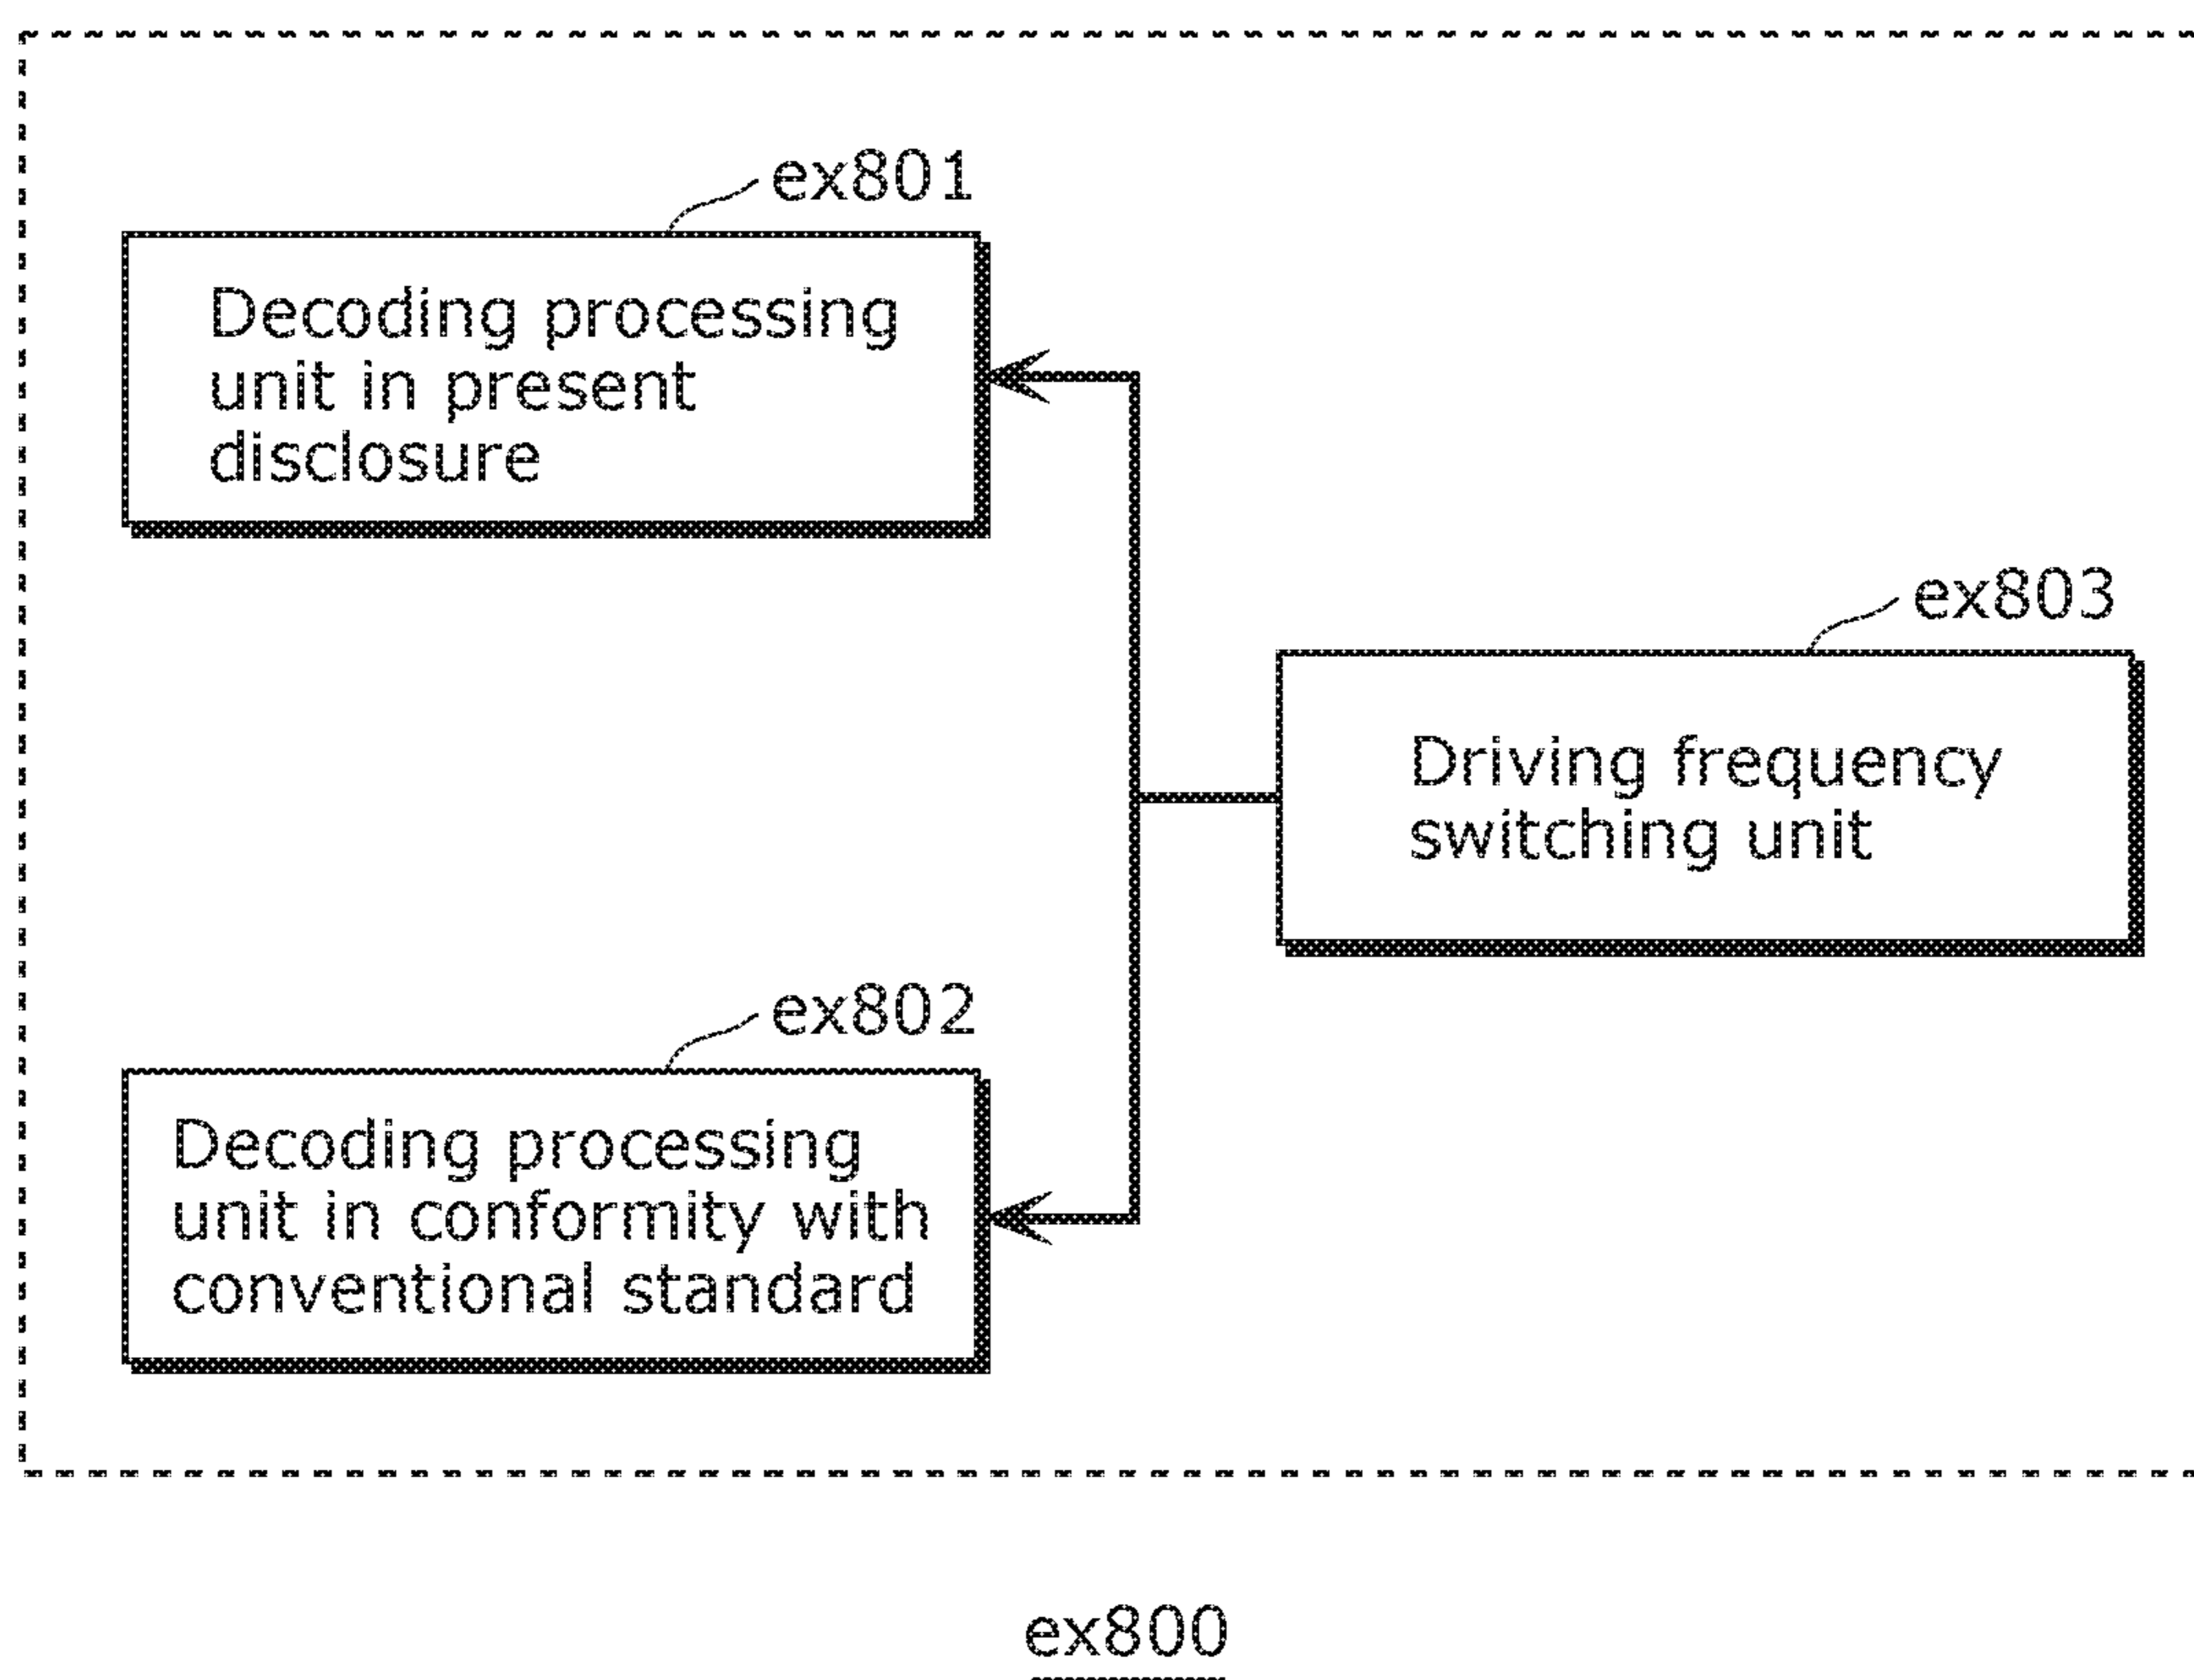 ex801
Decoding processing
unit in present
disclosure
ex803
Driving frequency
switching unit
ex802
Decoding processing
unit in conformity with
conventional standard
ex800